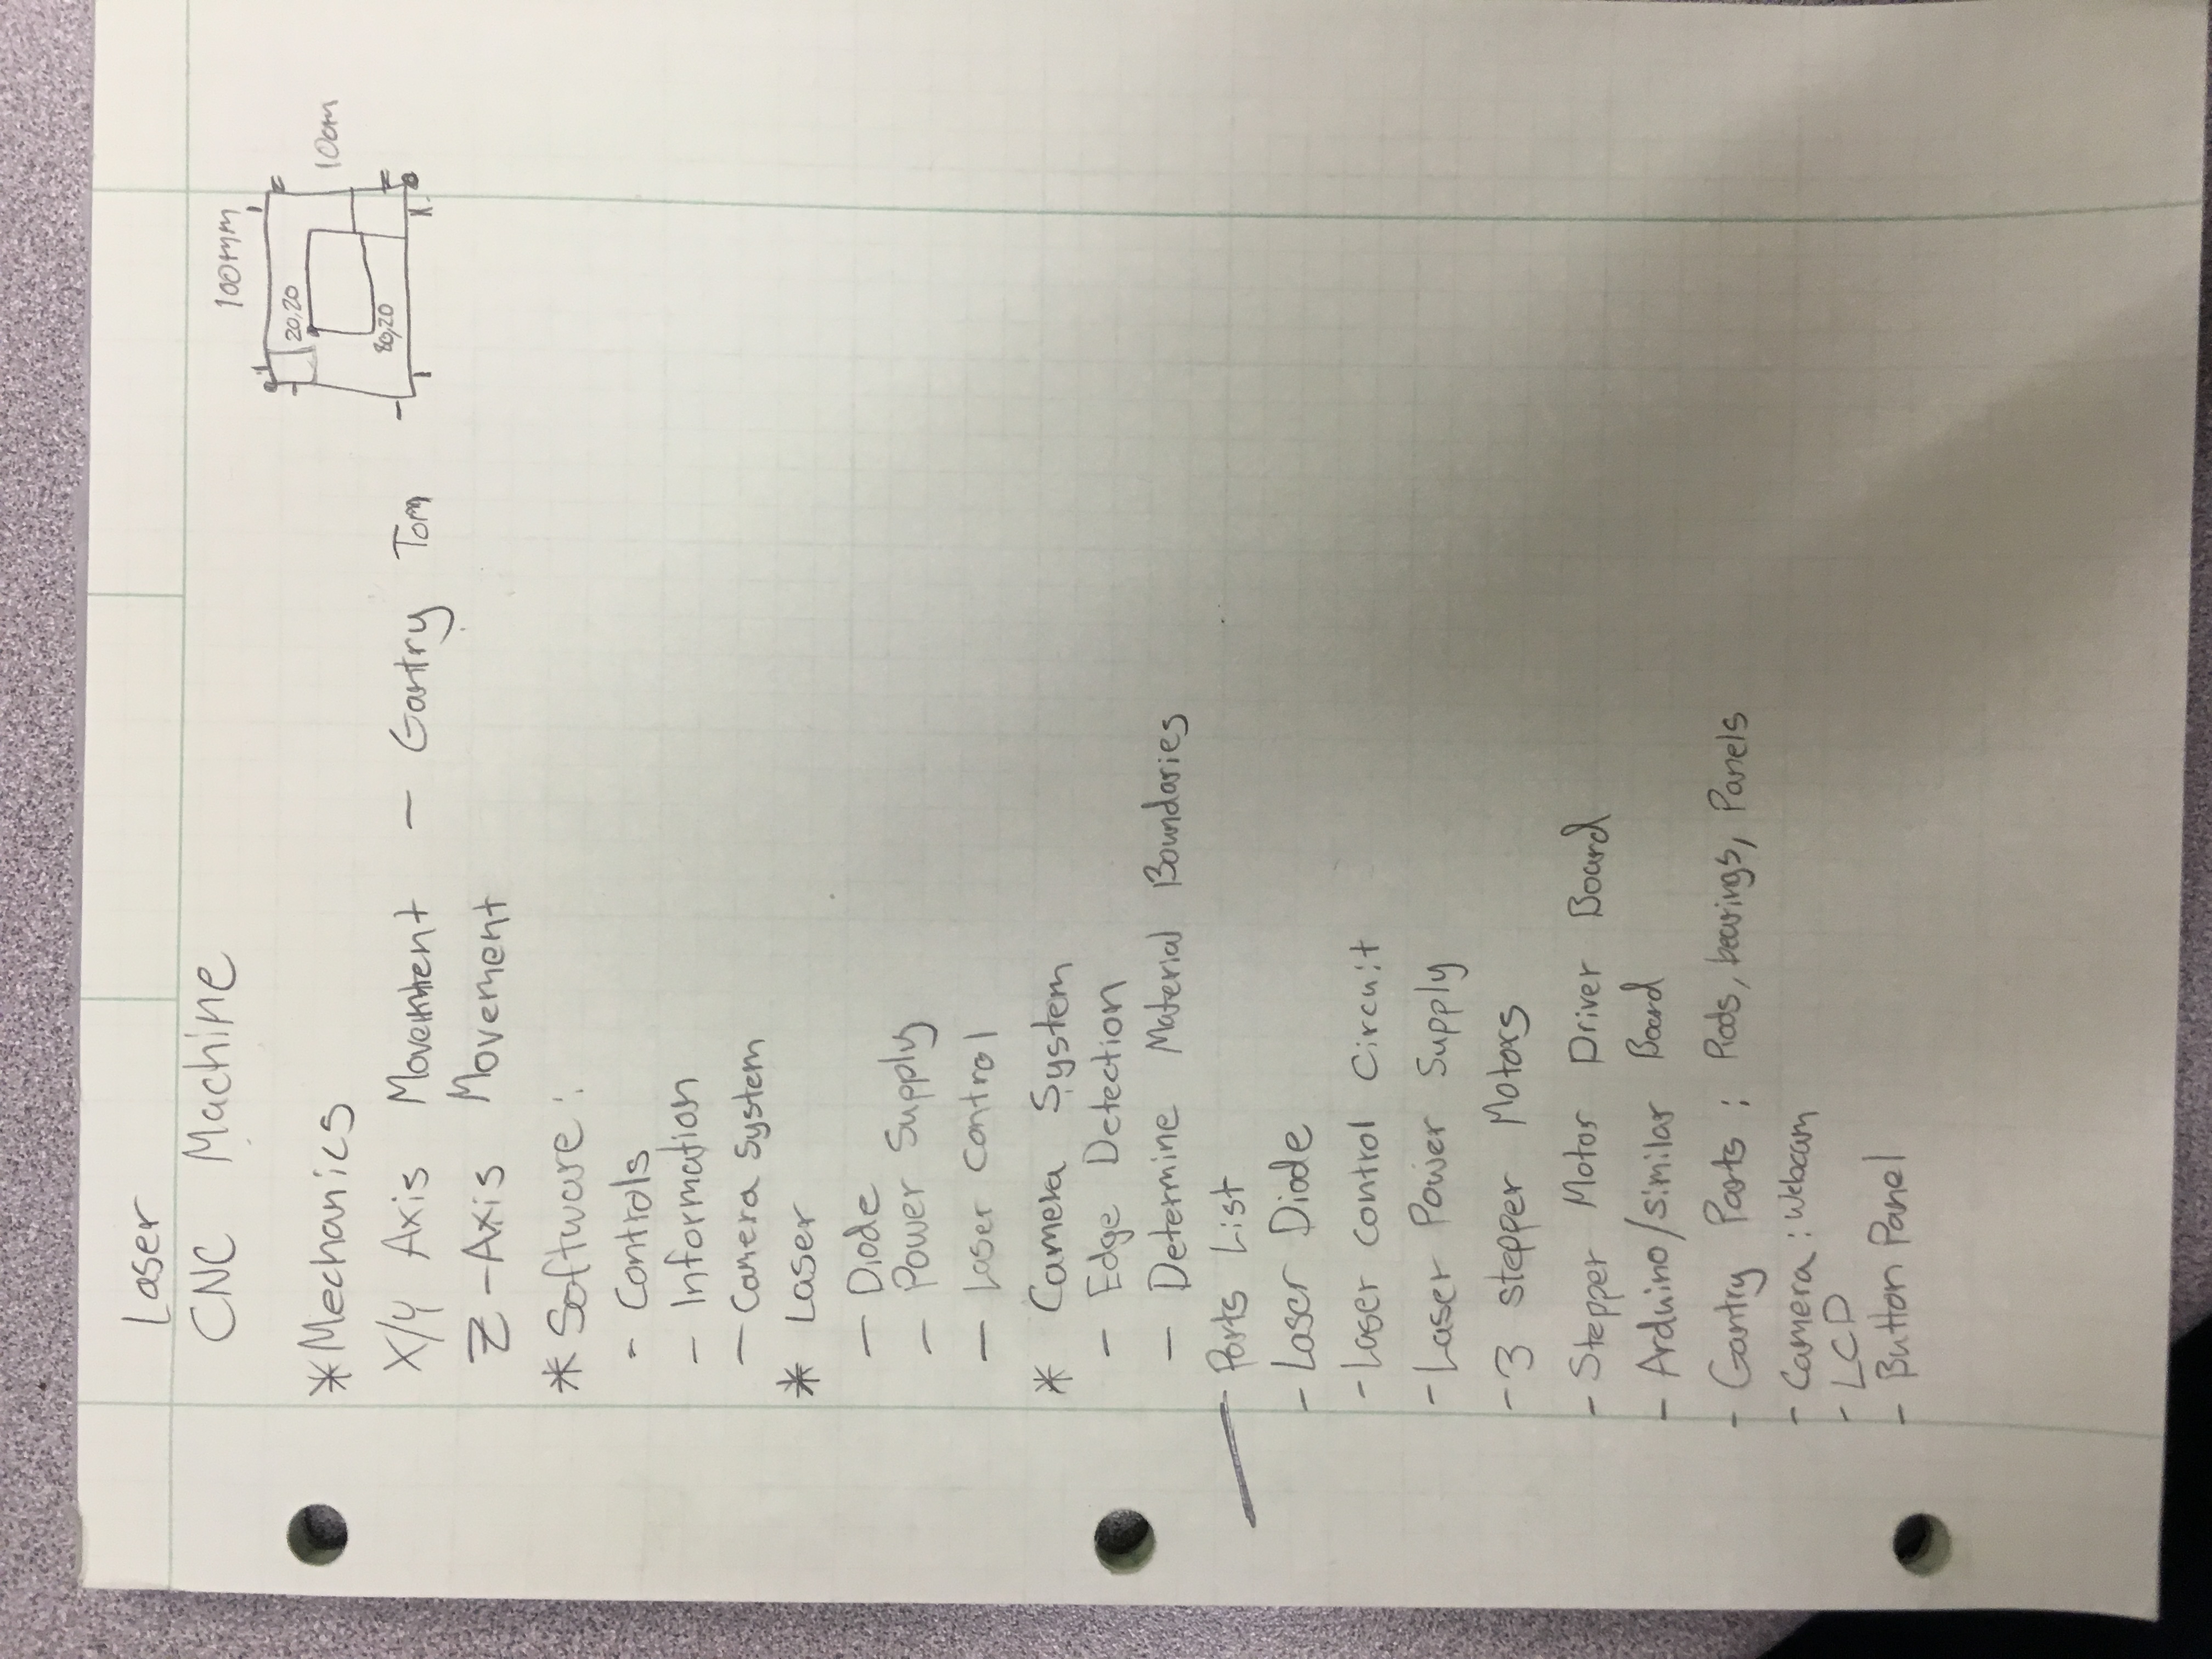 Laser
CNC Machine
100mm
20,20
100m
80,20
* Mechanics
X/Y Axis Movement - Gantry Tom
Z-Axis Movement
* Software:
- Controls
- Information
- Camera System
* Laser
- Diode
- Power Supply
- Laser Control
* Camera System
- Edge Detection
- Determine Material Boundaries
Parts List
- Laser Diode
- Laser control Circuit
- Laser Power Supply
- 3 stepper Motors
- Stepper Motor Driver Board
- Arduino/similar Board
- Gantry Parts: Rods, bearings, Panels
- Camera: Webcam
- LCD
- Button Panel